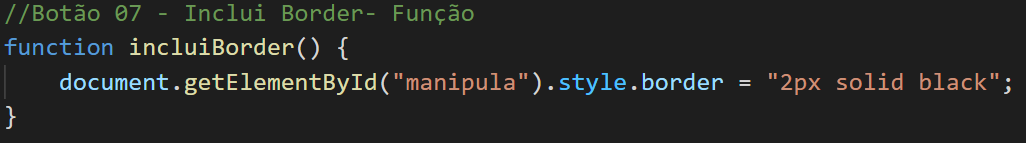 //Botão 07 - Inclui Border- Função
function incluiBorder() {
    document.getElementById("manipula").style.border = "2px solid black";
}